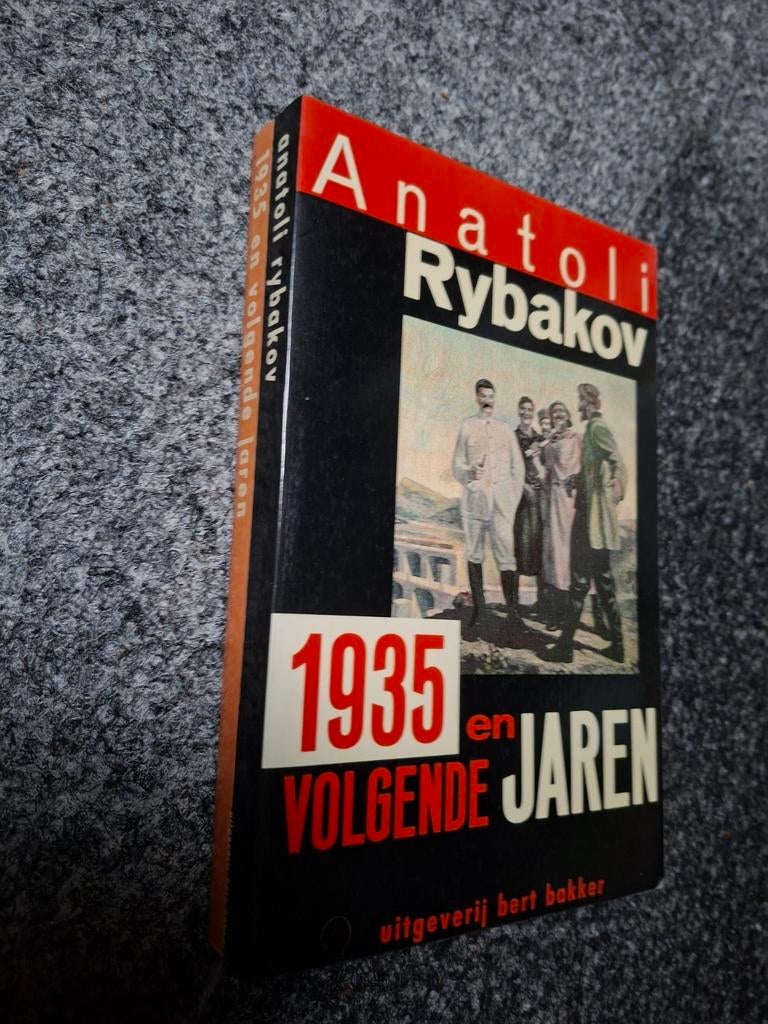 Anatoli
Rybakov
1935 en
VOLGENDE JAREN
uitgeverij bert bakker
anatoli rybakov
1935 en volgende jaren